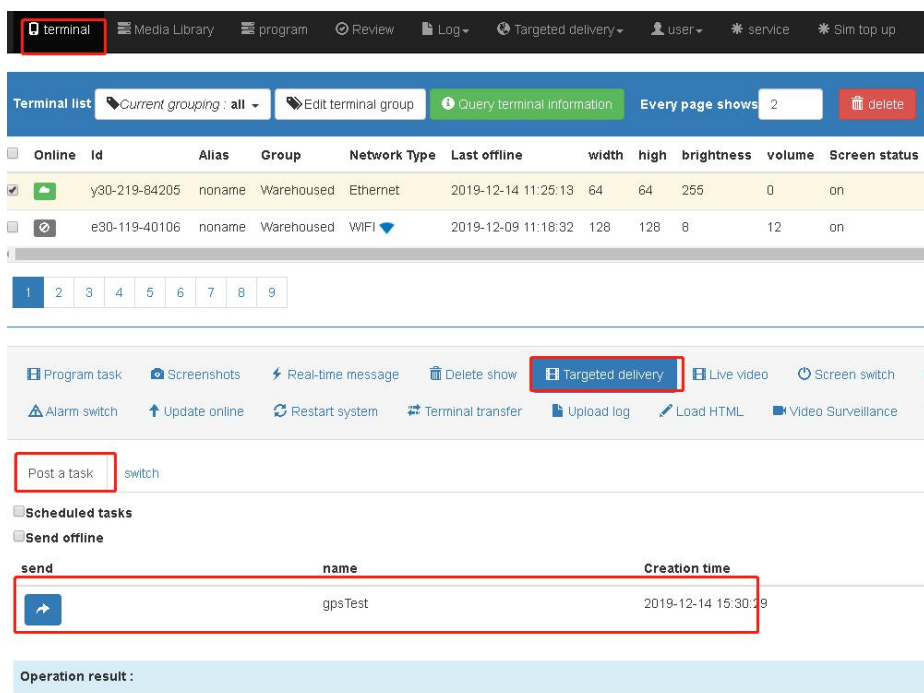 terminal Media Library program Review Log Targeted delivery user service Sim top up
Terminal list Current grouping : all Edit terminal group Query terminal information Every page shows 2 delete
Online Id Alias Group Network Type Last offline width high brightness volume Screen status
y30-219-84205 noname Warehoused Ethernet 2019-12-14 11:25:13 64 64 255 0 on
e30-119-40106 noname Warehoused WIFI 2019-12-09 11:18:32 128 128 8 12 on
1 2 3 4 5 6 7 8 9
Program task Screenshots Real-time message Delete show Targeted delivery Live video Screen switch
Alarm switch Update online Restart system Terminal transfer Upload log Load HTML Video Surveillance
Post a task switch
Scheduled tasks
Send offline
send name Creation time
gpsTest 2019-12-14 15:30:29
Operation result :